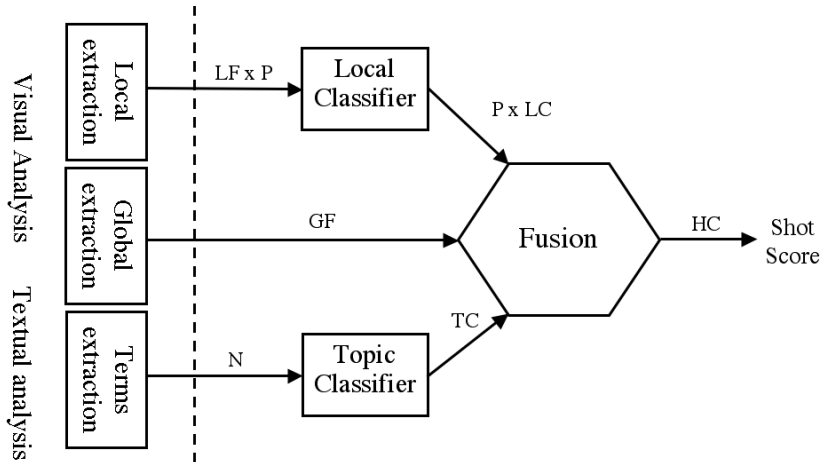 Visual Analysis
Textual analysis
Local
extraction
Global
extraction
Terms
extraction
LF x P
Local
Classifier
P x LC
GF
Fusion
HC
Shot
Score
N
Topic
Classifier
TC